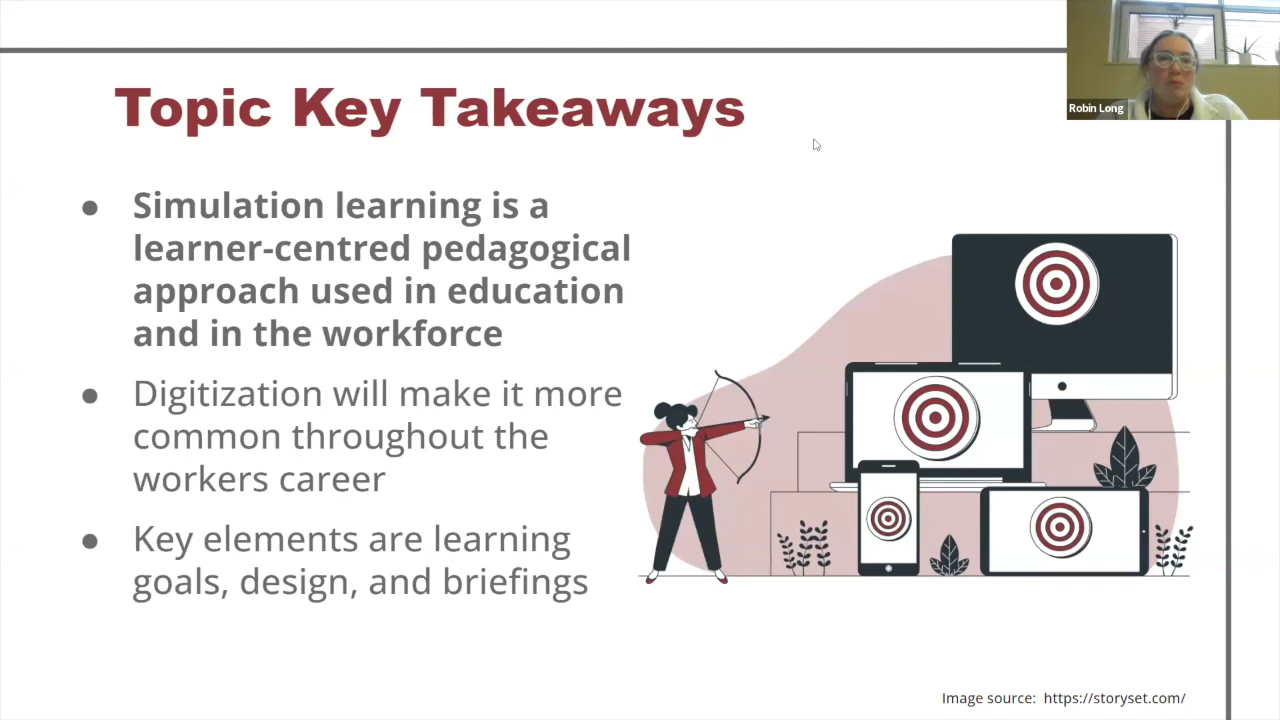 Robin Long
Topic Key Takeaways
● Simulation learning is a
learner-centred pedagogical
approach used in education
and in the workforce
● Digitization will make it more
common throughout the
workers career
● Key elements are learning
goals, design, and briefings
Image source: https://storyset.com/